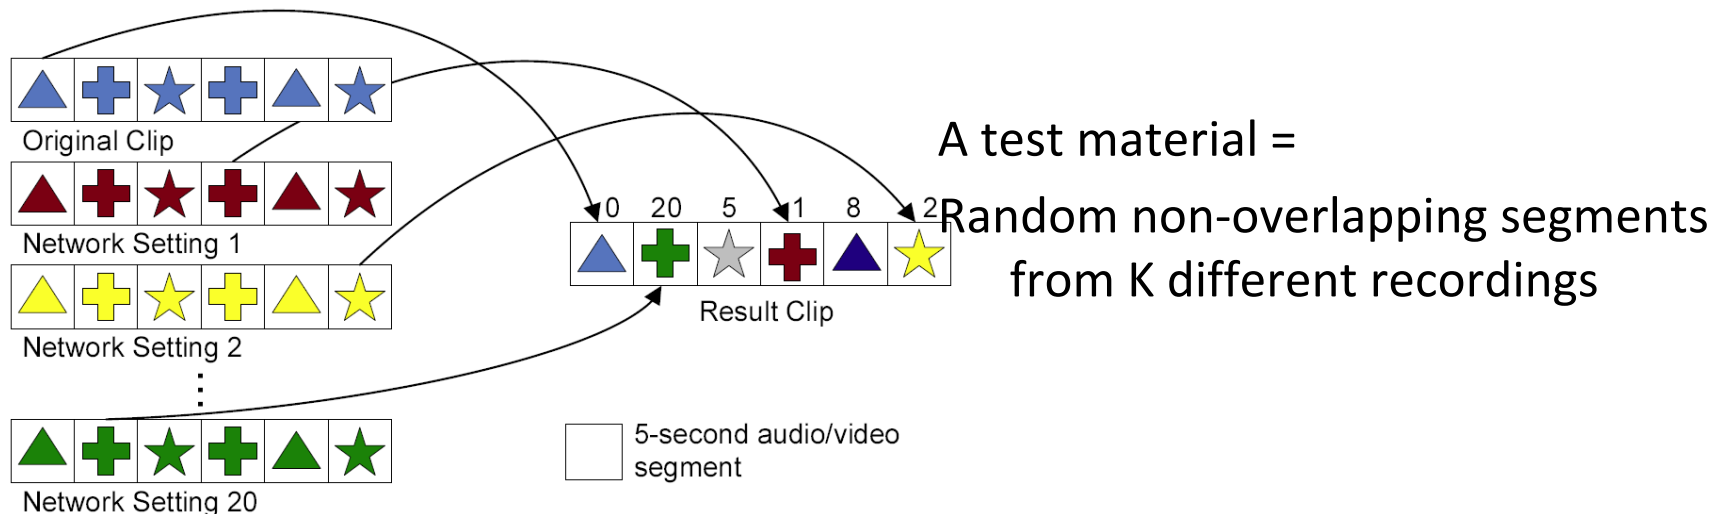 Original Clip
Network Setting 1
Network Setting 2
Network Setting 20
0 20 5 1 8 2
Result Clip
5-second audio/video
segment
A test material =
Random non-overlapping segments
from K different recordings